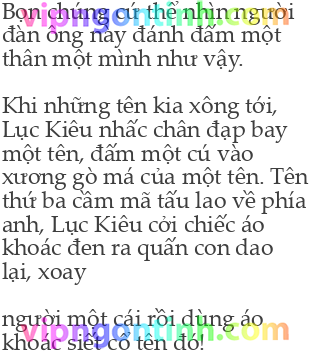 Bọn chúng cứ thế nhìn người
vipngontinh.com
đàn ông này đánh đấm một
thân một mình như vậy.
Khi những tên kia xông tới,
Lục Kiêu nhấc chân đạp bay
một tên, đấm một cú vào
xương gò má của một tên. Tên
thứ ba cầm mã tấu lao về phía
anh, Lục Kiêu cởi chiếc áo
khoác đen ra quấn con dao
lại, xoay
người một cái rồi dùng áo
vipngontinh.com
khoác siết cổ tên đó!